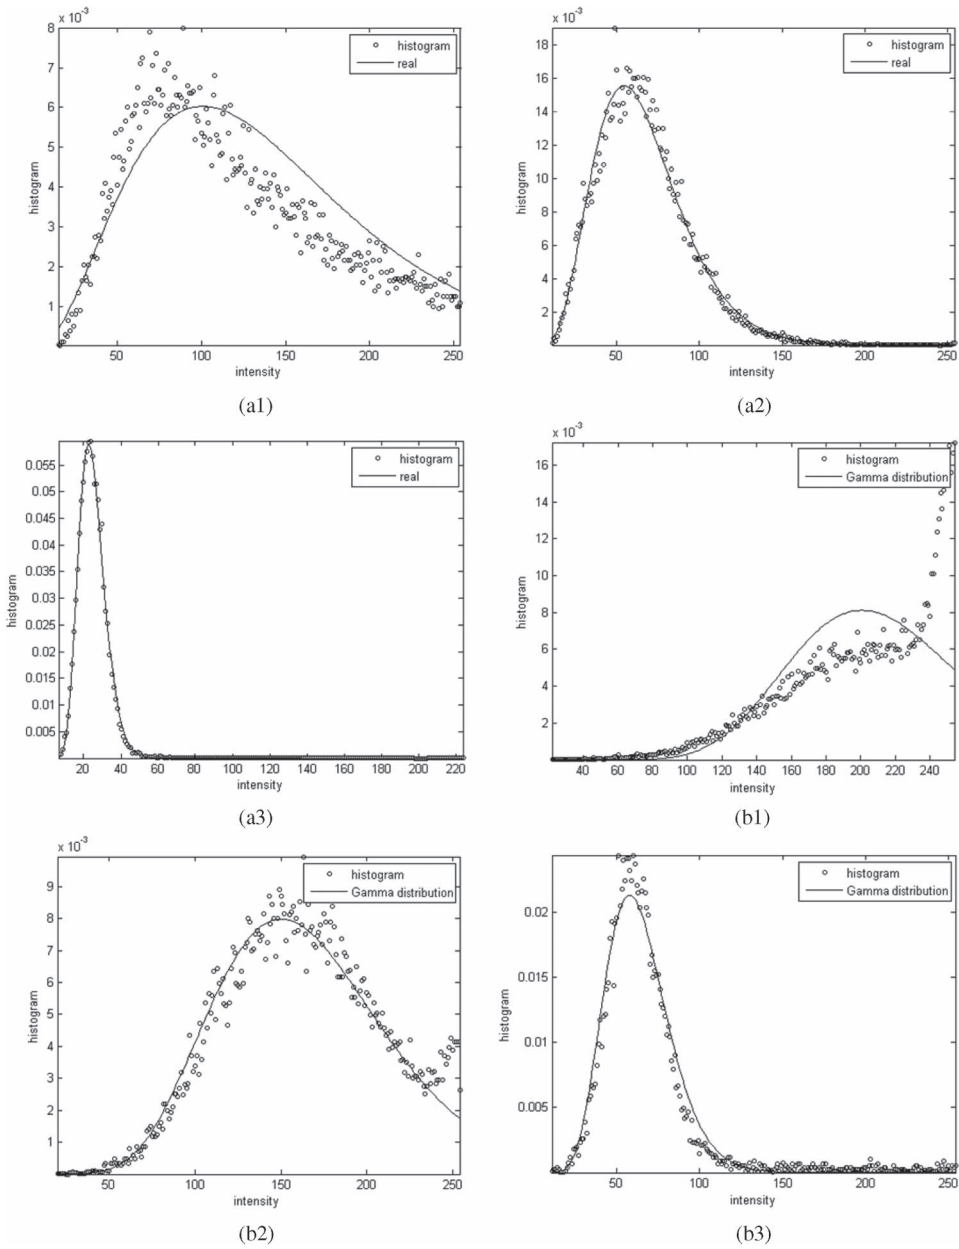 x 10⁻³
8
7
6
5
4
3
2
1
histogram
50 100 150 200 250
intensity
histogram
real
(a1)
x 10⁻³
18
16
14
12
10
8
6
4
2
histogram
50 100 150 200 250
intensity
histogram
real
(a2)
0.055
0.05
0.045
0.04
0.035
0.03
0.025
0.02
0.015
0.01
0.005
histogram
20 40 60 80 100 120 140 160 180 200 220
intensity
histogram
real
(a3)
x 10⁻³
16
14
12
10
8
6
4
2
histogram
40 60 80 100 120 140 160 180 200 220 240
intensity
histogram
Gamma distribution
(b1)
x 10⁻³
9
8
7
6
5
4
3
2
1
histogram
50 100 150 200 250
intensity
histogram
Gamma distribution
(b2)
0.02
0.015
0.01
0.005
histogram
50 100 150 200 250
intensity
histogram
Gamma distribution
(b3)